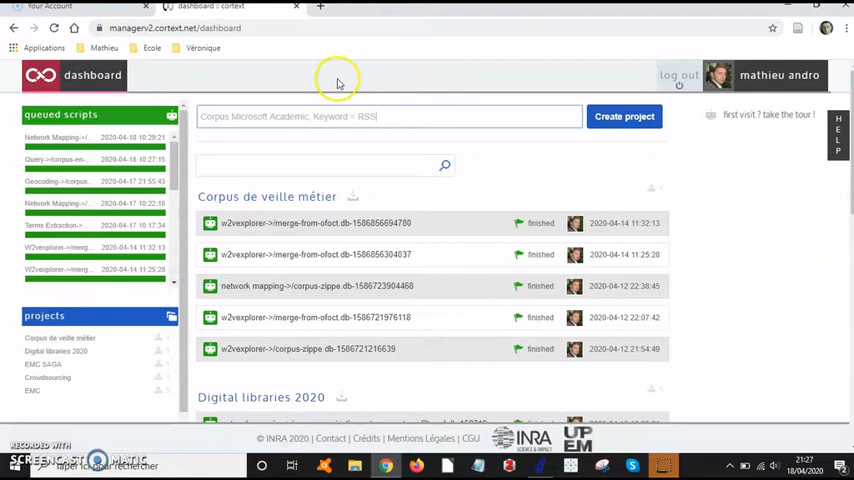 Your Account
dashboard :: cortext
managerv2.cortext.net/dashboard
Applications
Mathieu
Ecole
Véronique
dashboard
log out
mathieu andro
queued scripts
Network Mapping->/... 2020-04-18 10:29:21
Query->/corpus-en-... 2020-04-18 10:27:15
Geocoding->/corpus... 2020-04-17 21:55:43
Network Mapping->/... 2020-04-17 10:22:16
Terms Extraction->/... 2020-04-17 10:17:34
W2vexplorer->/merg... 2020-04-14 11:32:13
W2vexplorer->/merg... 2020-04-14 11:25:28
projects
Corpus de veille métier
Digital libraries 2020
EMC SAGA
Crowdsourcing
EMC
Corpus Microsoft Academic, Keyword = RSS
Create project
first visit ? take the tour !
HELP
Corpus de veille métier
w2vexplorer->/merge-from-ofoct.db-1586856694780 finished 2020-04-14 11:32:13
w2vexplorer->/merge-from-ofoct.db-1586856304037 finished 2020-04-14 11:25:28
network mapping->/corpus-zippe.db-1586723904468 finished 2020-04-12 22:38:45
w2vexplorer->/merge-from-ofoct.db-1586721976118 finished 2020-04-12 22:07:42
w2vexplorer->/corpus-zippe.db-1586721216639 finished 2020-04-12 21:54:49
Digital libraries 2020
© INRA 2020 | Contact | Crédits | Mentions Légales | CGU
INRA
SCIENCE & IMPACT
UP
EM
RECORDED WITH
SCREENCAST MATIC
Taper ici pour rechercher
21:27
18/04/2020